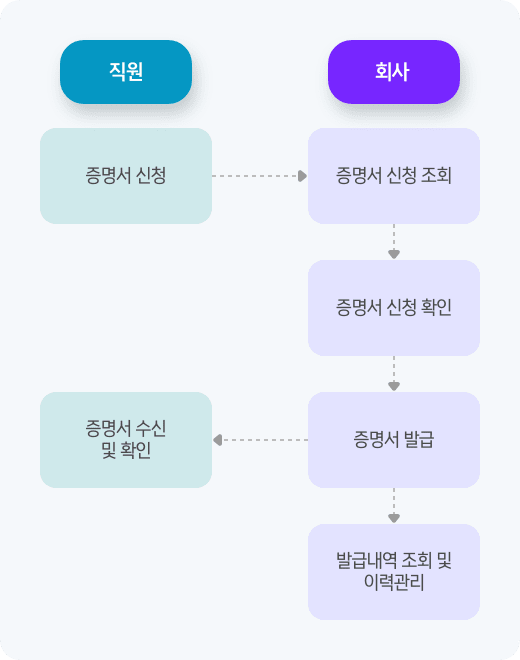 직원
회사
증명서 신청
증명서 신청 조회
증명서 신청 확인
증명서 수신
및 확인
증명서 발급
발급내역 조회 및
이력관리